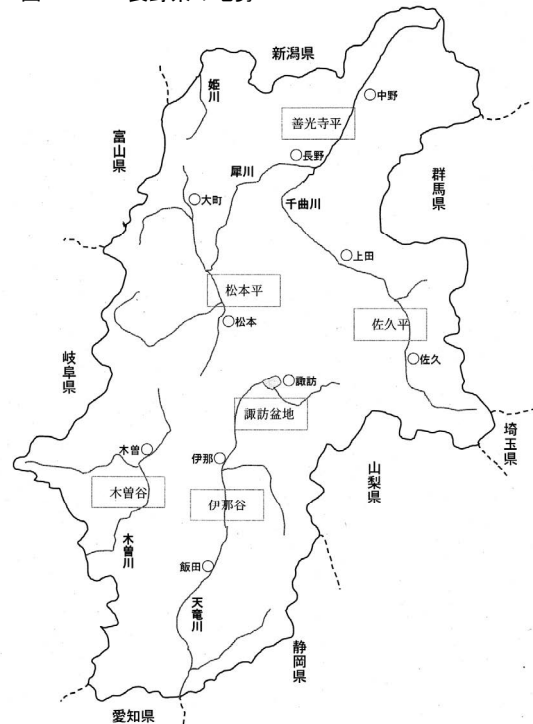 新潟県
中野
姫川
善光寺平
富山県
長野
犀川
群馬県
大町
千曲川
上田
松本平
松本
佐久平
佐久
岐阜県
諏訪
諏訪盆地
埼玉県
木曽
伊那
山梨県
木曽谷
伊那谷
木曽川
飯田
天竜川
静岡県
愛知県